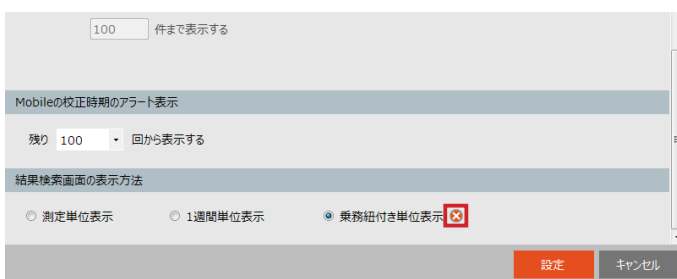 100 件まで表示する
Mobileの校正時期のアラート表示
残り 100 回から表示する
結果検索画面の表示方法
測定単位表示 1週間単位表示 乗務紐付き単位表示
設定 キャンセル